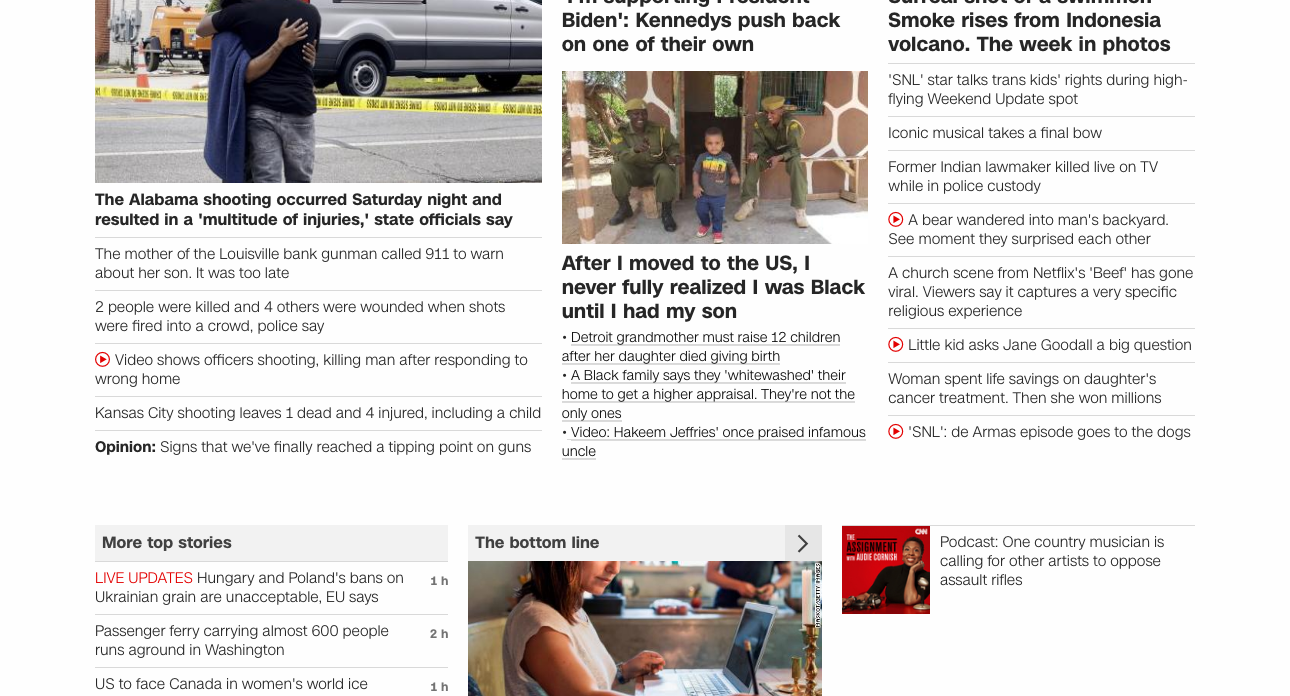 Biden': Kennedys push back
on one of their own
Smoke rises from Indonesia
volcano. The week in photos
The Alabama shooting occurred Saturday night and
resulted in a 'multitude of injuries,' state officials say
The mother of the Louisville bank gunman called 911 to warn
about her son. It was too late
2 people were killed and 4 others were wounded when shots
were fired into a crowd, police say
Video shows officers shooting, killing man after responding to
wrong home
Kansas City shooting leaves 1 dead and 4 injured, including a child
Opinion: Signs that we've finally reached a tipping point on guns
After I moved to the US, I
never fully realized I was Black
until I had my son
• Detroit grandmother must raise 12 children
after her daughter died giving birth
• A Black family says they 'whitewashed' their
home to get a higher appraisal. They're not the
only ones
• Video: Hakeem Jeffries' once praised infamous
uncle
'SNL' star talks trans kids' rights during high-
flying Weekend Update spot
Iconic musical takes a final bow
Former Indian lawmaker killed live on TV
while in police custody
A bear wandered into man's backyard.
See moment they surprised each other
A church scene from Netflix's 'Beef' has gone
viral. Viewers say it captures a very specific
religious experience
Little kid asks Jane Goodall a big question
Woman spent life savings on daughter's
cancer treatment. Then she won millions
'SNL': de Armas episode goes to the dogs
More top stories
LIVE UPDATES Hungary and Poland's bans on
Ukrainian grain are unacceptable, EU says
1 h
Passenger ferry carrying almost 600 people
runs aground in Washington
2 h
US to face Canada in women's world ice
1 h
The bottom line
CNN
THE
ASSIGNMENT
WITH AUDIE CORNISH
Podcast: One country musician is
calling for other artists to oppose
assault rifles